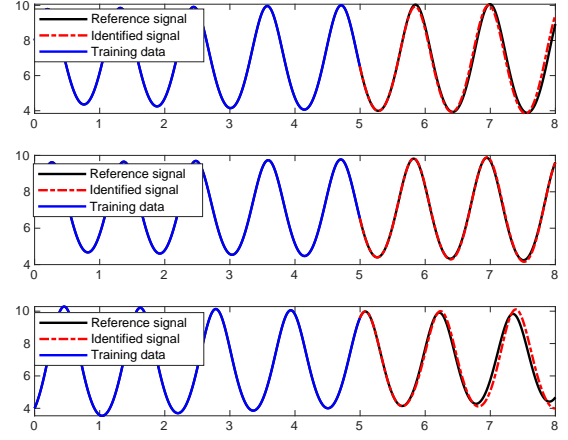 10
8
6
4
Reference signal
Identified signal
Training data
0 1 2 3 4 5 6 7 8
10
8
6
4
Reference signal
Identified signal
Training data
0 1 2 3 4 5 6 7 8
10
8
6
4
Reference signal
Identified signal
Training data
0 1 2 3 4 5 6 7 8